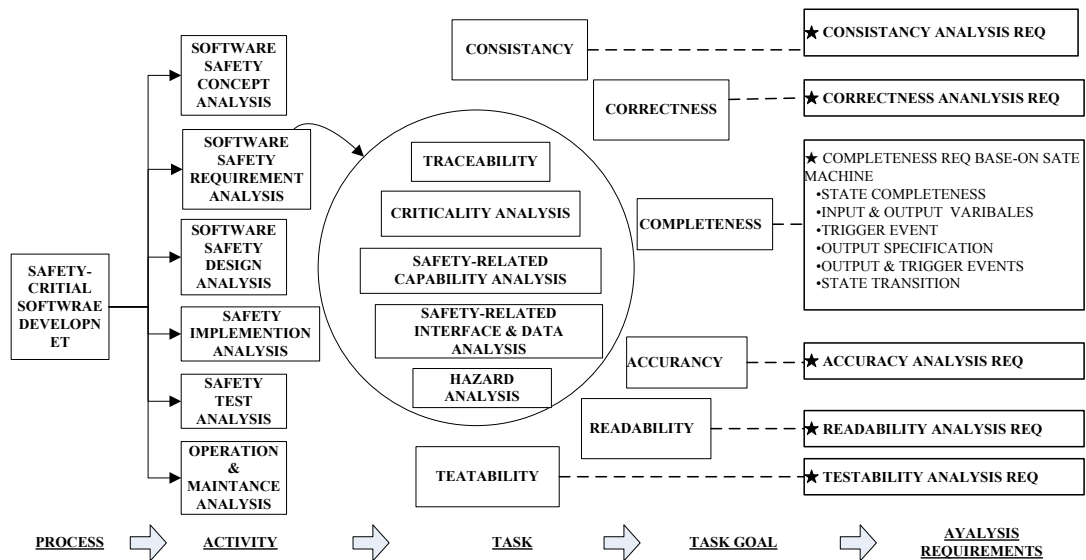 SAFETY-
CRITIAL
SOFTWRAE
DEVELOPN
ET
SOFTWARE
SAFETY
CONCEPT
ANALYSIS
SOFTWARE
SAFETY
REQUIREMENT
ANALYSIS
SOFTWARE
SAFETY
DESIGN
ANALYSIS
SAFETY
IMPLEMENTION
ANALYSIS
SAFETY
TEST
ANALYSIS
OPERATION
&
MAINTANCE
ANALYSIS
TRACEABILITY
CRITICALITY ANALYSIS
SAFETY-RELATED
CAPABILITY ANALYSIS
SAFETY-RELATED
INTERFACE & DATA
ANALYSIS
HAZARD
ANALYSIS
CONSISTANCY
CORRECTNESS
COMPLETENESS
ACCURANCY
READABILITY
TEATABILITY
★ CONSISTANCY ANALYSIS REQ
★ CORRECTNESS ANANLYSIS REQ
★ COMPLETENESS REQ BASE-ON SATE
MACHINE
•STATE COMPLETENESS
•INPUT & OUTPUT VARIBALES
•TRIGGER EVENT
•OUTPUT SPECIFICATION
•OUTPUT & TRIGGER EVENTS
•STATE TRANSITION
★ ACCURACY ANALYSIS REQ
★ READABILITY ANALYSIS REQ
★ TESTABILITY ANALYSIS REQ
PROCESS
ACTIVITY
TASK
TASK GOAL
AYALYSIS
REQUIREMENTS